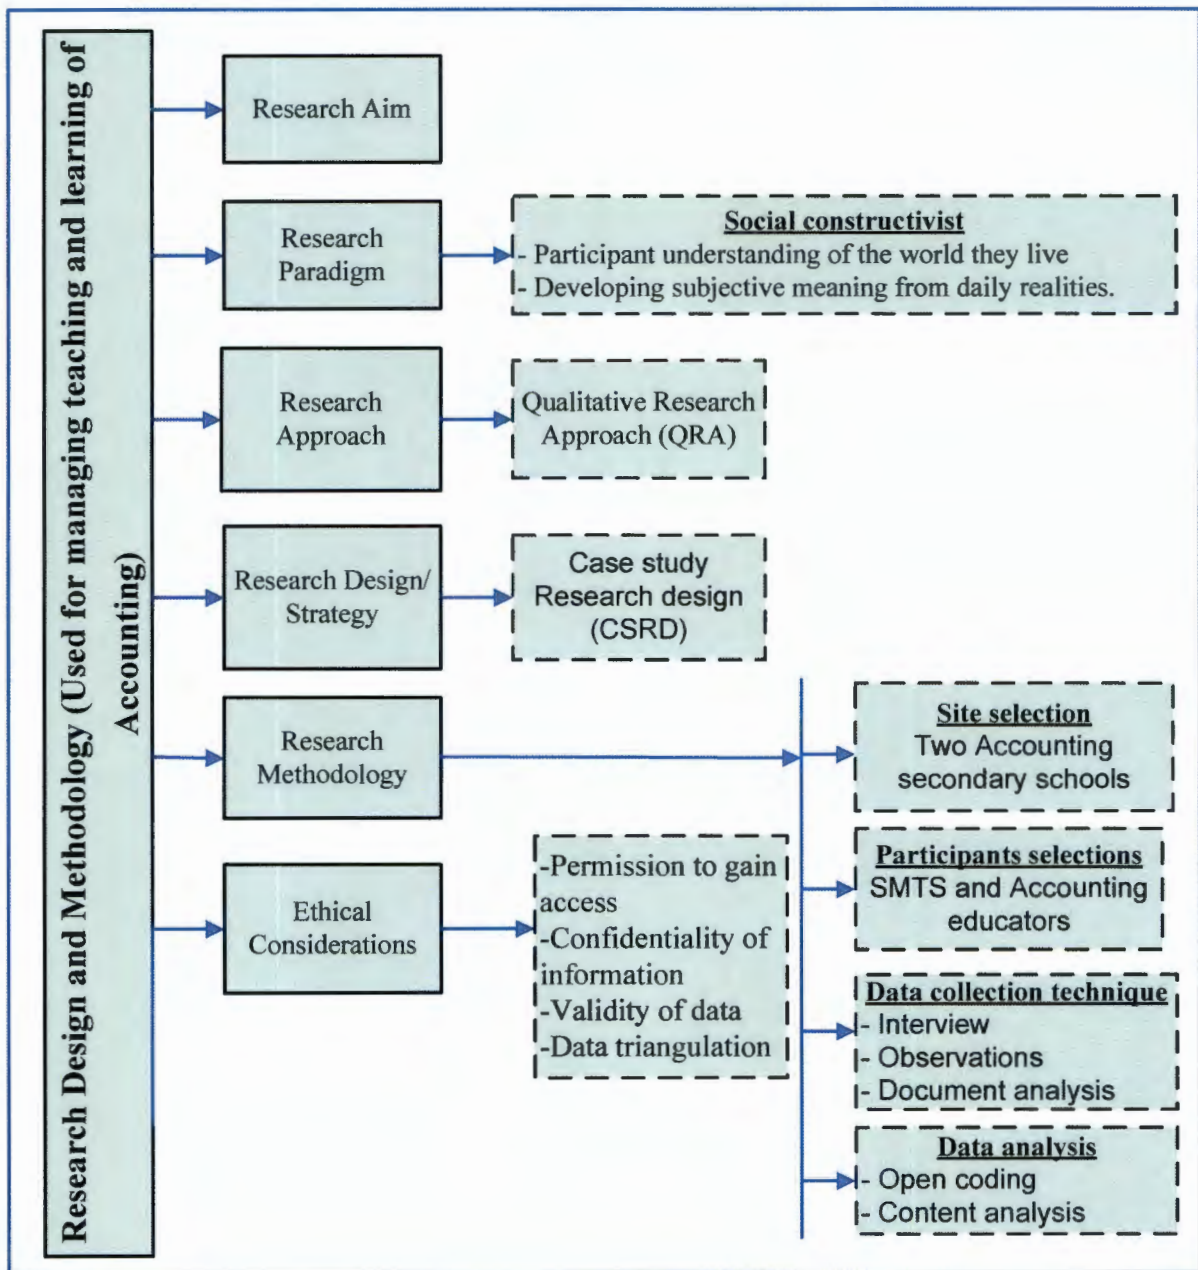 Research Design and Methodology (Used for managing teaching and learning of
Accounting)
Research Aim
Research
Paradigm
Social constructivist
- Participant understanding of the world they live
- Developing subjective meaning from daily realities.
Research
Approach
Qualitative Research
Approach (QRA)
Research Design/
Strategy
Case study
Research design
(CSRD)
Research
Methodology
Site selection
Two Accounting
secondary schools
Participants selections
SMTS and Accounting
educators
Data collection technique
- Interview
- Observations
- Document analysis
Data analysis
- Open coding
- Content analysis
Ethical
Considerations
-Permission to gain
access
-Confidentiality of
information
-Validity of data
-Data triangulation